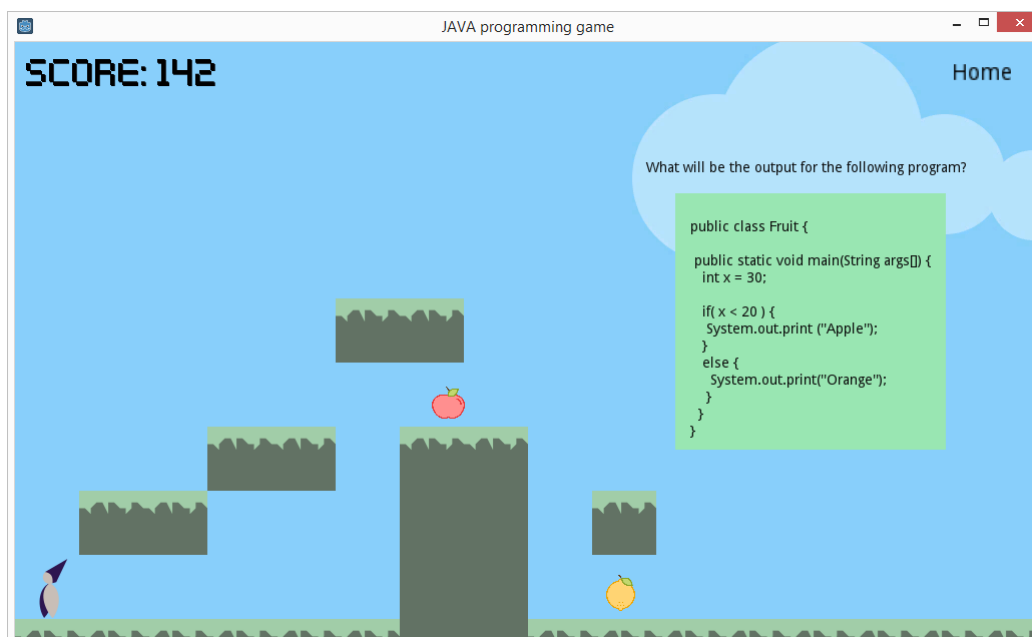 JAVA programming game
SCORE: 142
Home
What will be the output for the following program?
public class Fruit {
public static void main(String args[]) {
int x = 30;
if( x < 20 ) {
System.out.print ("Apple");
}
else {
System.out.print("Orange");
}
}
}